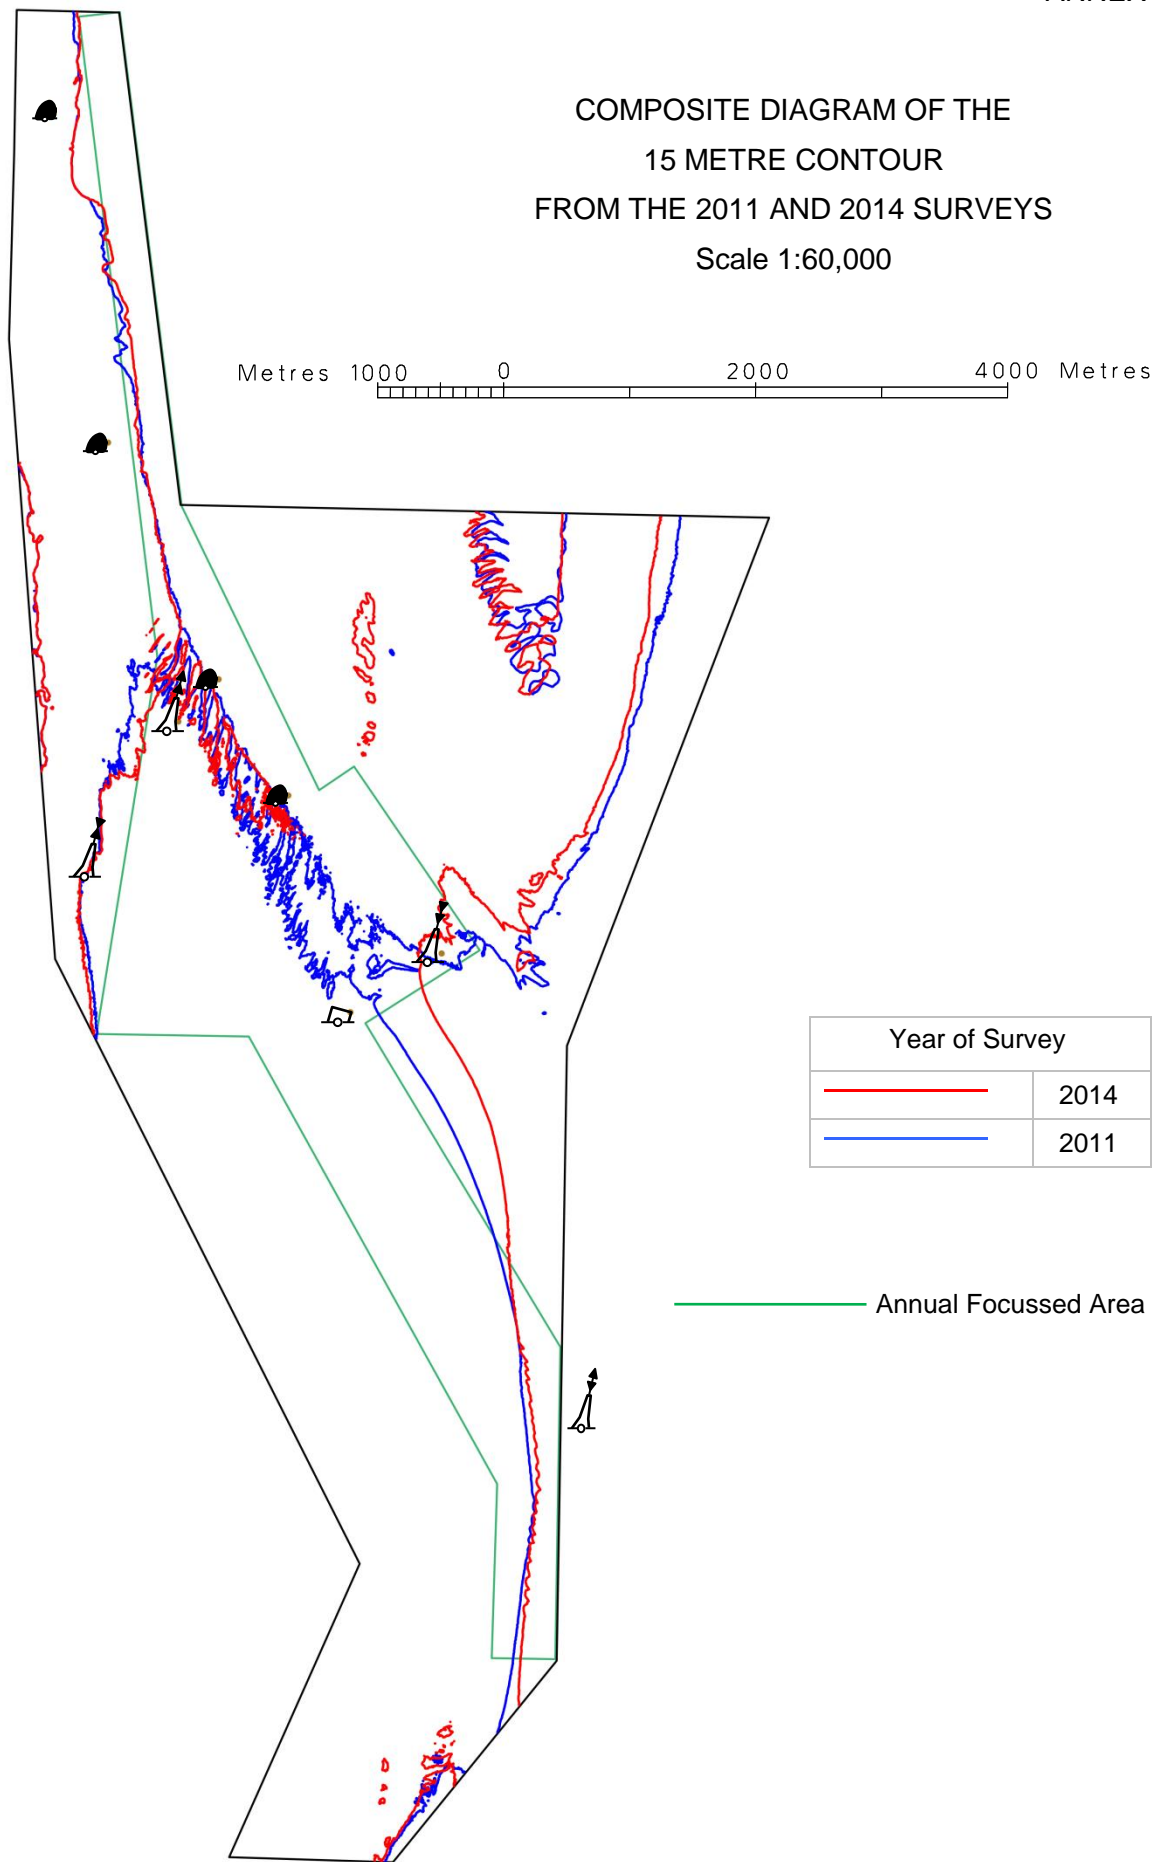 COMPOSITE DIAGRAM OF THE
15 METRE CONTOUR
FROM THE 2011 AND 2014 SURVEYS
Scale 1:60,000
Metres 1000 0 2000 4000 Metres
Year of Survey
2014
2011
Annual Focussed Area